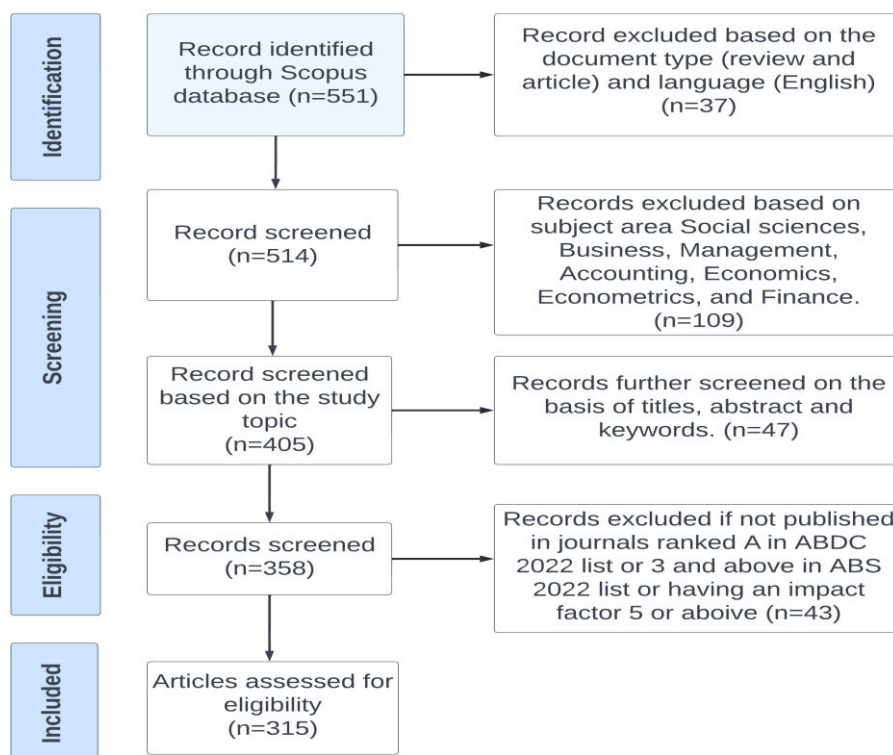 Identification
Record identified
through Scopus
database (n=551)
Record excluded based on the
document type (review and
article) and language (English)
(n=37)
Screening
Record screened
(n=514)
Records excluded based on
subject area Social sciences,
Business, Management,
Accounting, Economics,
Econometrics, and Finance.
(n=109)
Record screened
based on the study
topic
(n=405)
Records further screened on the
basis of titles, abstract and
keywords. (n=47)
Eligibility
Records screened
(n=358)
Records excluded if not published
in journals ranked A in ABDC
2022 list or 3 and above in ABS
2022 list or having an impact
factor 5 or aboive (n=43)
Included
Articles assessed for
eligibility
(n=315)